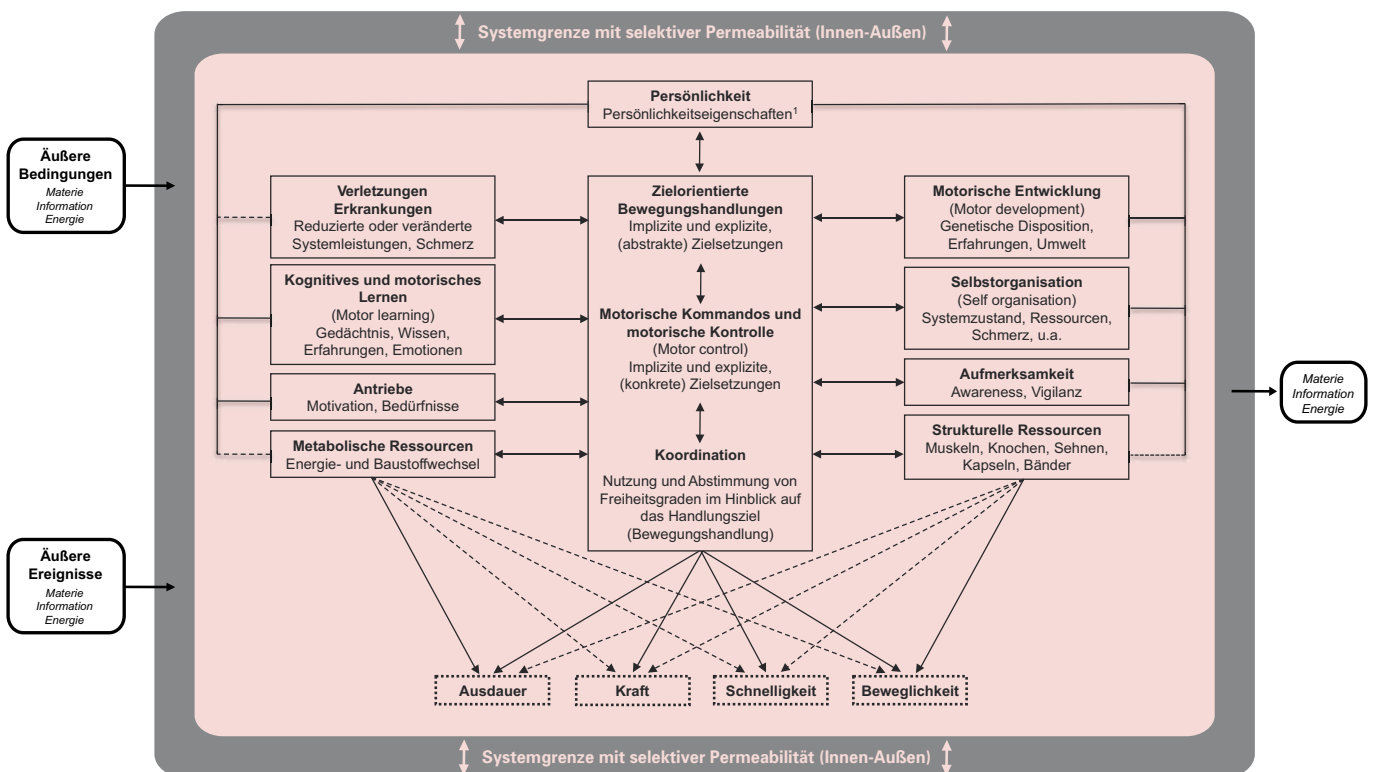 Systemgrenze mit selektiver Permeabilität (Innen-Außen)
Persönlichkeit
Persönlichkeitseigenschaften¹
Äußere
Bedingungen
Materie
Information
Energie
Verletzungen
Erkrankungen
Reduzierte oder veränderte
Systemleistungen, Schmerz
Zielorientierte
Bewegungshandlungen
Implizite und explizite,
(abstrakte) Zielsetzungen
Motorische Entwicklung
(Motor development)
Genetische Disposition,
Erfahrungen, Umwelt
Kognitives und motorisches
Lernen
(Motor learning)
Gedächtnis, Wissen,
Erfahrungen, Emotionen
Motorische Kommandos und
motorische Kontrolle
(Motor control)
Implizite und explizite,
(konkrete) Zielsetzungen
Selbstorganisation
(Self organisation)
Systemzustand, Ressourcen,
Schmerz, u.a.
Antriebe
Motivation, Bedürfnisse
Aufmerksamkeit
Awareness, Vigilanz
Materie
Information
Energie
Metabolische Ressourcen
Energie- und Baustoffwechsel
Koordination
Nutzung und Abstimmung von
Freiheitsgraden im Hinblick auf
das Handlungsziel
(Bewegungshandlung)
Strukturelle Ressourcen
Muskeln, Knochen, Sehnen,
Kapseln, Bänder
Äußere
Ereignisse
Materie
Information
Energie
Ausdauer
Kraft
Schnelligkeit
Beweglichkeit
Systemgrenze mit selektiver Permeabilität (Innen-Außen)